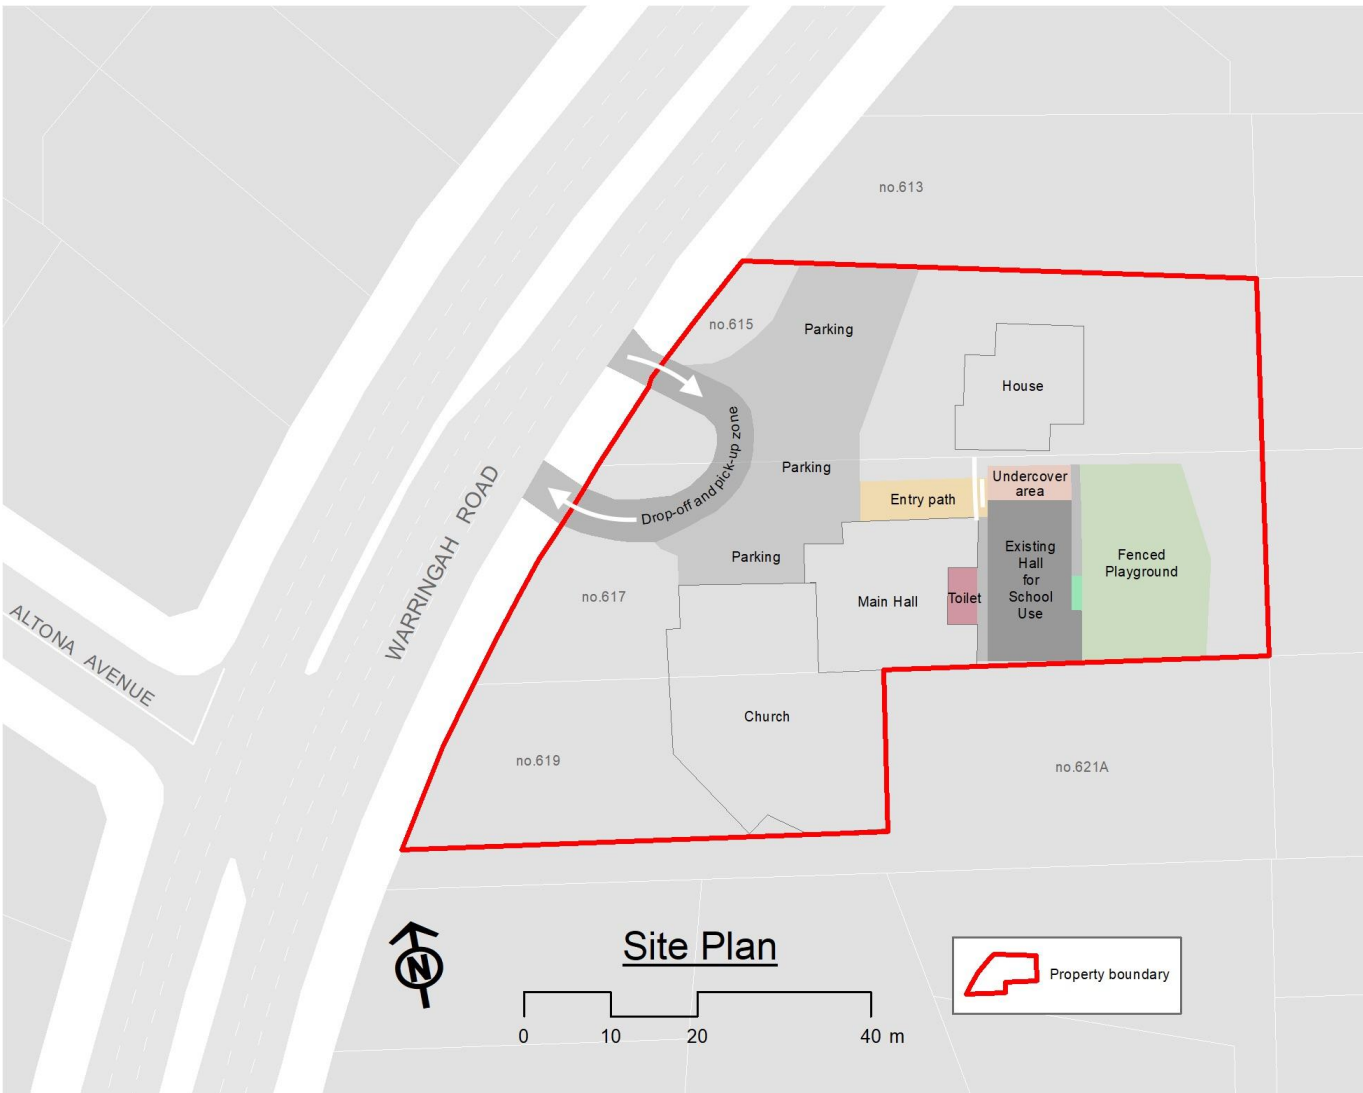 no.613
no.615
Parking
House
Drop-off and pick-up zone
Parking
Undercover
area
Entry path
WARRINGAH ROAD
Parking
Existing
Hall
for
School
Use
Fenced
Playground
no.617
Main Hall
Toilet
ALTONA AVENUE
Church
no.619
no.621A
N
Site Plan
Property boundary
0 10 20 40 m